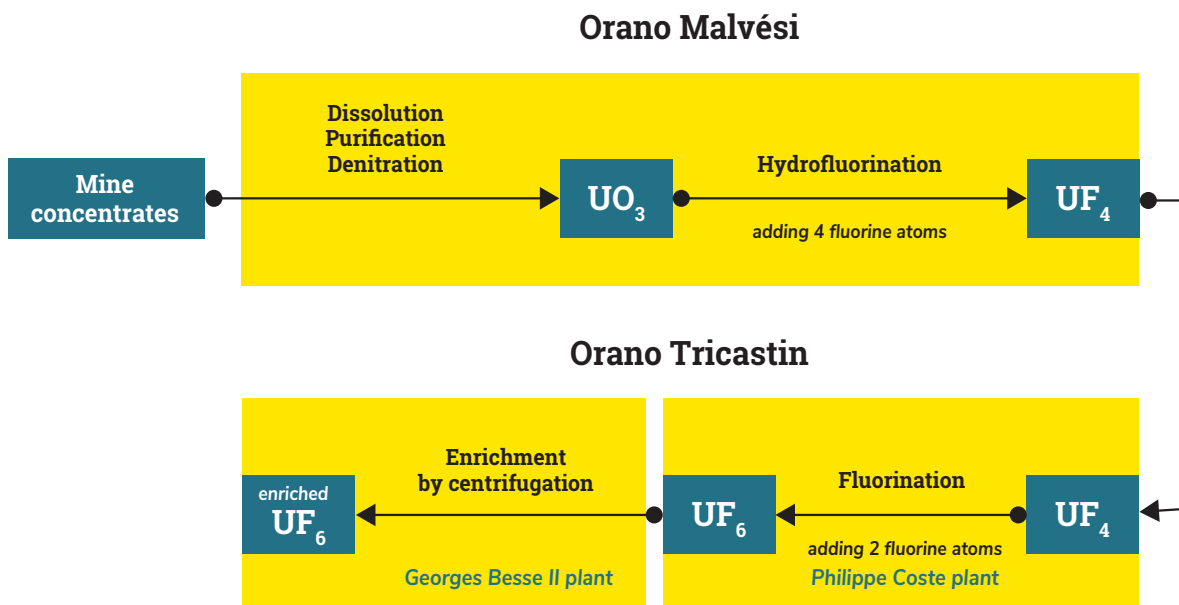 Orano Malvési
Mine
concentrates
Dissolution
Purification
Denitration
UO₃
Hydrofluorination
adding 4 fluorine atoms
UF₄
Orano Tricastin
enriched
UF₆
Enrichment
by centrifugation
Georges Besse II plant
UF₆
Fluorination
adding 2 fluorine atoms
Philippe Coste plant
UF₄